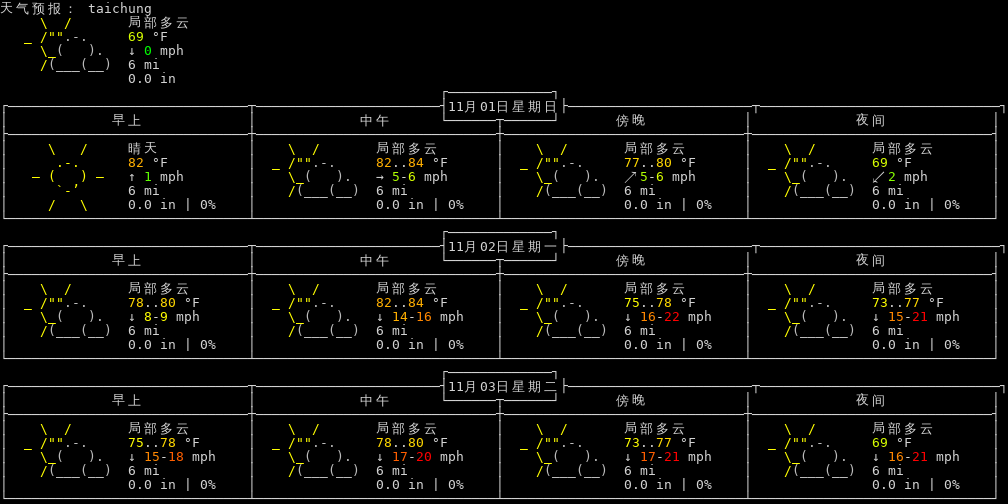 天气预报： taichung
局部多云
69 °F
↓ 0 mph
6 mi
0.0 in
11月01日星期日
早上 中午 傍晚 夜间
晴天 局部多云 局部多云 局部多云
82 °F 82..84 °F 77..80 °F 69 °F
↑ 1 mph → 5-6 mph ↗ 5-6 mph ↙ 2 mph
6 mi 6 mi 6 mi 6 mi
0.0 in | 0% 0.0 in | 0% 0.0 in | 0% 0.0 in | 0%
11月02日星期一
早上 中午 傍晚 夜间
局部多云 局部多云 局部多云 局部多云
78..80 °F 82..84 °F 75..78 °F 73..77 °F
↓ 8-9 mph ↓ 14-16 mph ↓ 16-22 mph ↓ 15-21 mph
6 mi 6 mi 6 mi 6 mi
0.0 in | 0% 0.0 in | 0% 0.0 in | 0% 0.0 in | 0%
11月03日星期二
早上 中午 傍晚 夜间
局部多云 局部多云 局部多云 局部多云
75..78 °F 78..80 °F 73..77 °F 69 °F
↓ 15-18 mph ↓ 17-20 mph ↓ 17-21 mph ↓ 16-21 mph
6 mi 6 mi 6 mi 6 mi
0.0 in | 0% 0.0 in | 0% 0.0 in | 0% 0.0 in | 0%